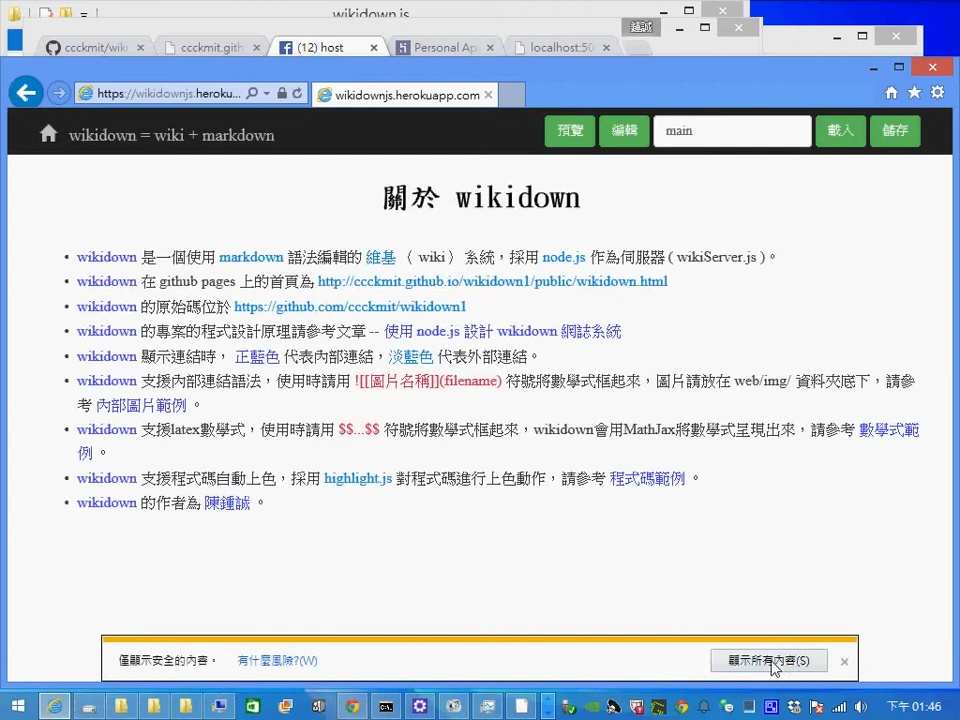 wikidown.js
越誠
ccckmit/wiki
ccckmit.gith
(12) host
Personal Ap
localhost:50
https://wikidownjs.heroku...
wikidownjs.herokuapp.com
wikidown = wiki + markdown
預覽
編輯
main
載入
儲存
關於 wikidown
• wikidown 是一個使用 markdown 語法編輯的 維基 〈 wiki 〉 系統，採用 node.js 作為伺服器 ( wikiServer.js )。
• wikidown 在 github pages 上的首頁為 http://ccckmit.github.io/wikidown1/public/wikidown.html
• wikidown 的原始碼位於 https://github.com/ccckmit/wikidown1
• wikidown 的專案的程式設計原理請參考文章 -- 使用 node.js 設計 wikidown 網誌系統
• wikidown 顯示連結時， 正藍色 代表內部連結，淡藍色 代表外部連結。
• wikidown 支援內部連結語法，使用時請用 ![[圖片名稱]](filename) 符號將數學式框起來，圖片請放在 web/img/ 資料夾底下，請參
考 內部圖片範例 。
• wikidown 支援latex數學式，使用時請用 $$...$$ 符號將數學式框起來，wikidown會用MathJax將數學式呈現出來，請參考 數學式範
例 。
• wikidown 支援程式碼自動上色，採用 highlight.js 對程式碼進行上色動作，請參考 程式碼範例 。
• wikidown 的作者為 陳鍾誠 。
僅顯示安全的內容。 有什麼風險?(W)
顯示所有內容(S)
下午 01:46